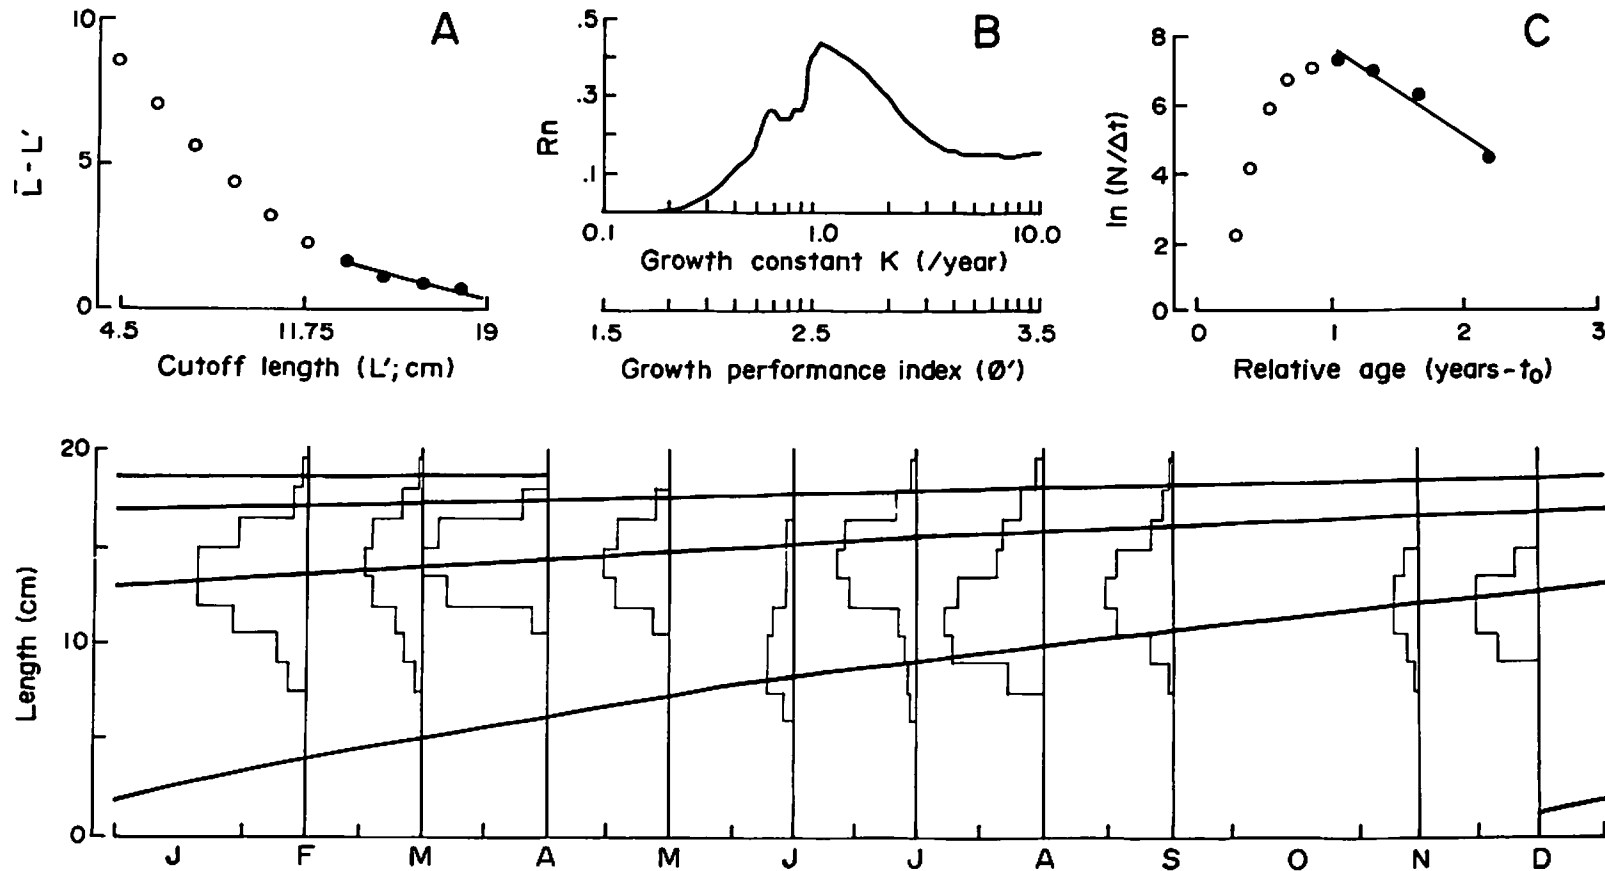 A
10
5
0
L̄ - L'
4.5 11.75 19
Cutoff length (L'; cm)
B
.5
.3
.1
Rn
0.1 1.0 10.0
Growth constant K (/year)
1.5 2.5 3.5
Growth performance index (Ø')
C
8
6
4
2
0
ln (N/Δt)
0 1 2 3
Relative age (years-t₀)
20
10
0
Length (cm)
J F M A M J J A S O N D